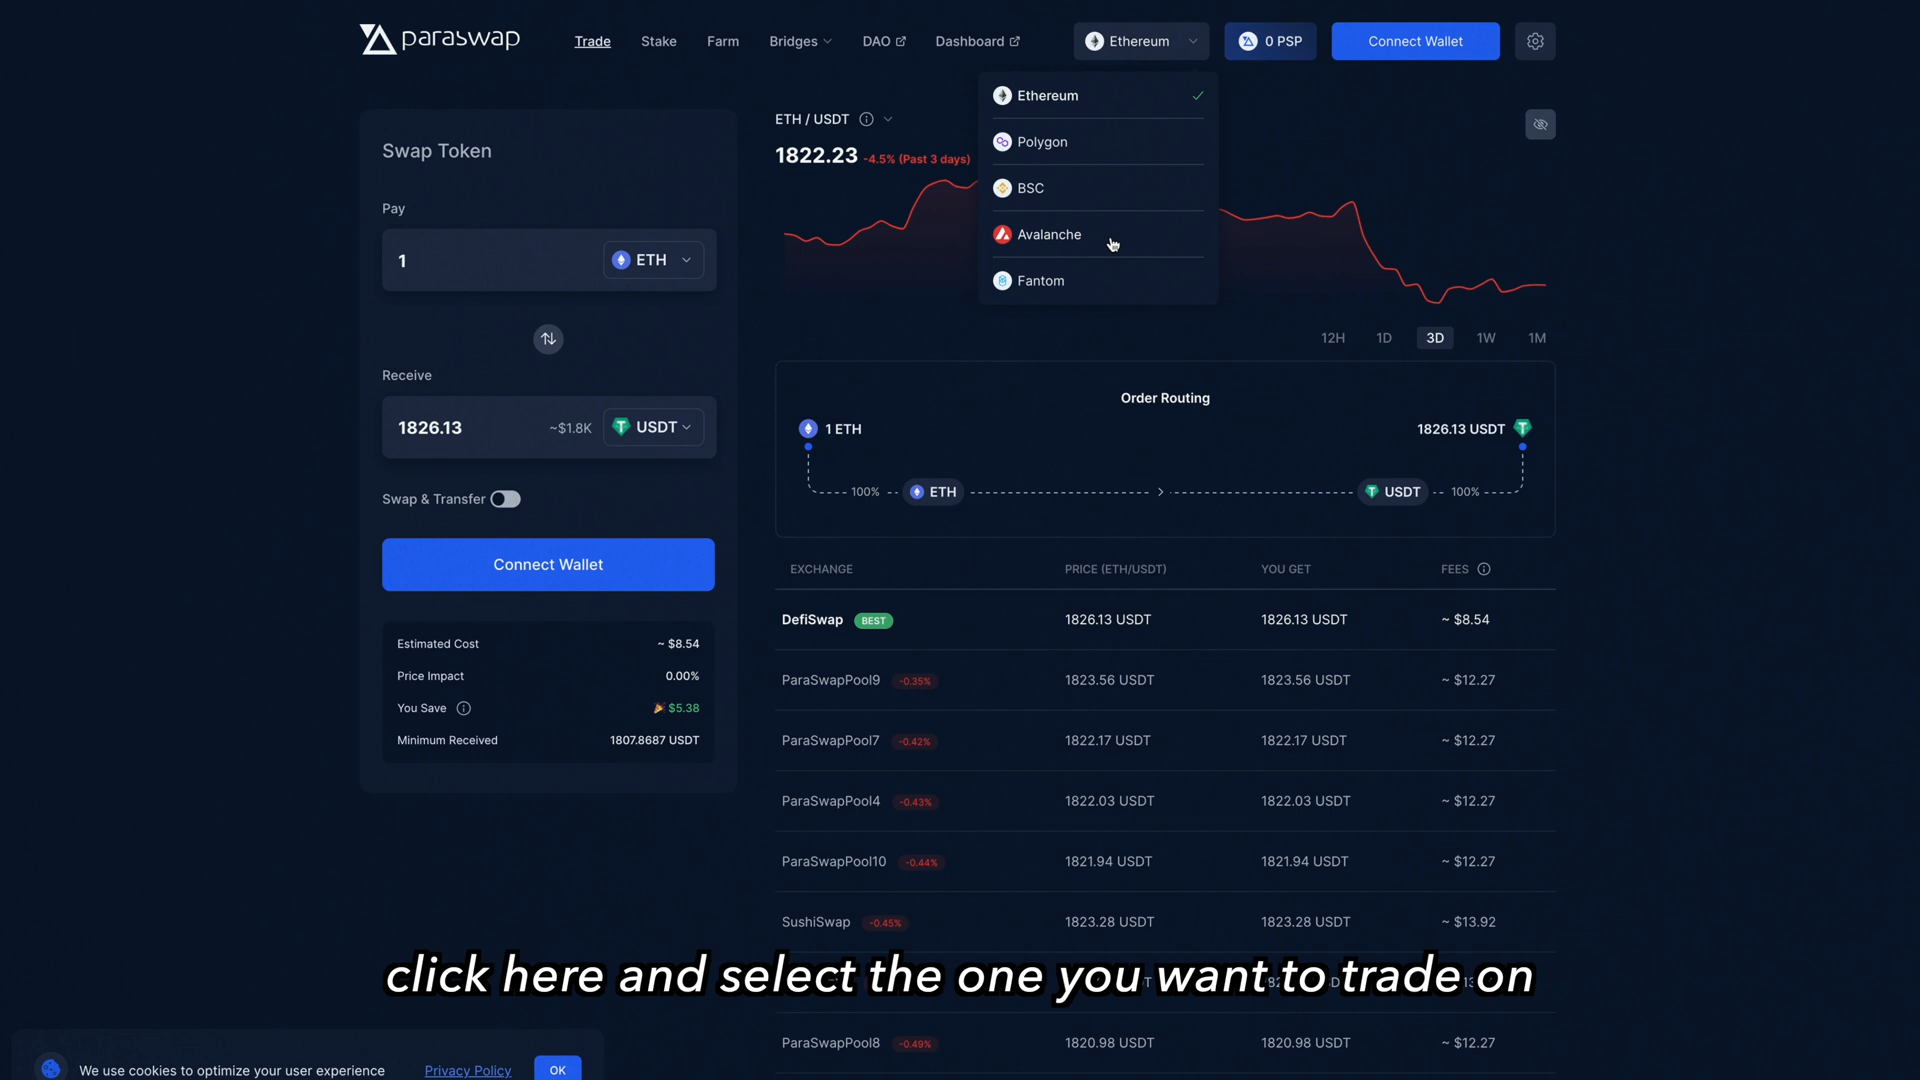 paraswap
Trade
Stake
Farm
Bridges
DAO
Dashboard
Ethereum
0 PSP
Connect Wallet
Ethereum
Polygon
BSC
Avalanche
Fantom
Swap Token
Pay
1
ETH
Receive
1826.13
~$1.8K
USDT
Swap & Transfer
Connect Wallet
Estimated Cost ~ $8.54
Price Impact 0.00%
You Save $5.38
Minimum Received 1807.8687 USDT
ETH / USDT
1822.23 -4.5% (Past 3 days)
12H 1D 3D 1W 1M
Order Routing
1 ETH 1826.13 USDT
100% ETH USDT 100%
EXCHANGE PRICE (ETH/USDT) YOU GET FEES
DefiSwap BEST 1826.13 USDT 1826.13 USDT ~ $8.54
ParaSwapPool9 -0.35% 1823.56 USDT 1823.56 USDT ~ $12.27
ParaSwapPool7 -0.42% 1822.17 USDT 1822.17 USDT ~ $12.27
ParaSwapPool4 -0.43% 1822.03 USDT 1822.03 USDT ~ $12.27
ParaSwapPool10 -0.44% 1821.94 USDT 1821.94 USDT ~ $12.27
SushiSwap -0.45% 1823.28 USDT 1823.28 USDT ~ $13.92
click here and select the one you want to trade on
ParaSwapPool8 -0.49% 1820.98 USDT 1820.98 USDT ~ $12.27
We use cookies to optimize your user experience Privacy Policy OK